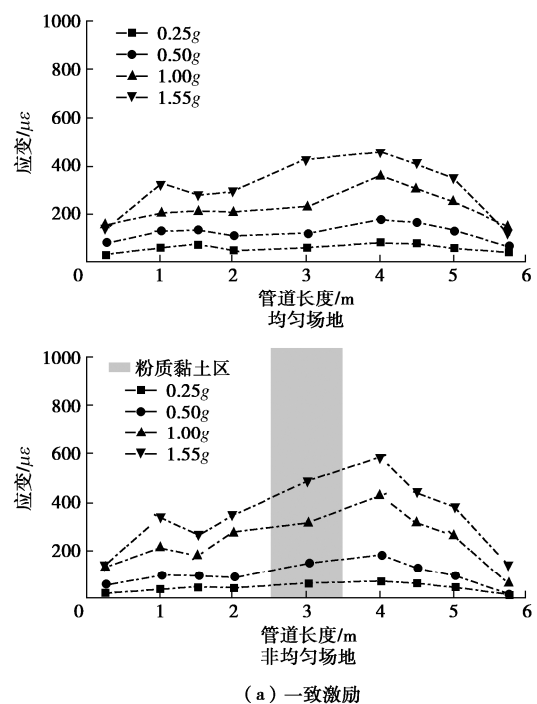 1000
800
600
400
200
0
应变/με
0.25g
0.50g
1.00g
1.55g
1 2 3 4 5 6
管道长度/m
均匀场地
1000
800
600
400
200
0
应变/με
粉质黏土区
0.25g
0.50g
1.00g
1.55g
1 2 3 4 5 6
管道长度/m
非均匀场地
（a）一致激励